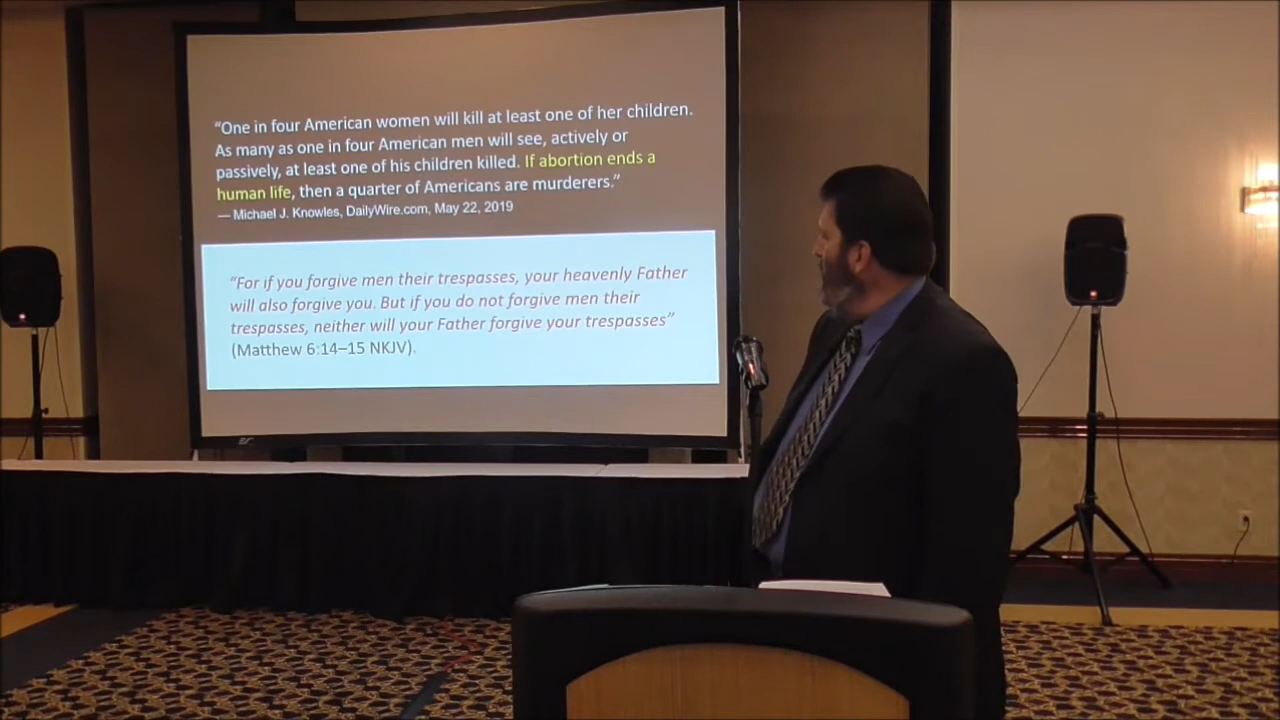 “One in four American women will kill at least one of her children.
As many as one in four American men will see, actively or
passively, at least one of his children killed. If abortion ends a
human life, then a quarter of Americans are murderers.”
— Michael J. Knowles, DailyWire.com, May 22, 2019
“For if you forgive men their trespasses, your heavenly Father
will also forgive you. But if you do not forgive men their
trespasses, neither will your Father forgive your trespasses”
(Matthew 6:14–15 NKJV).